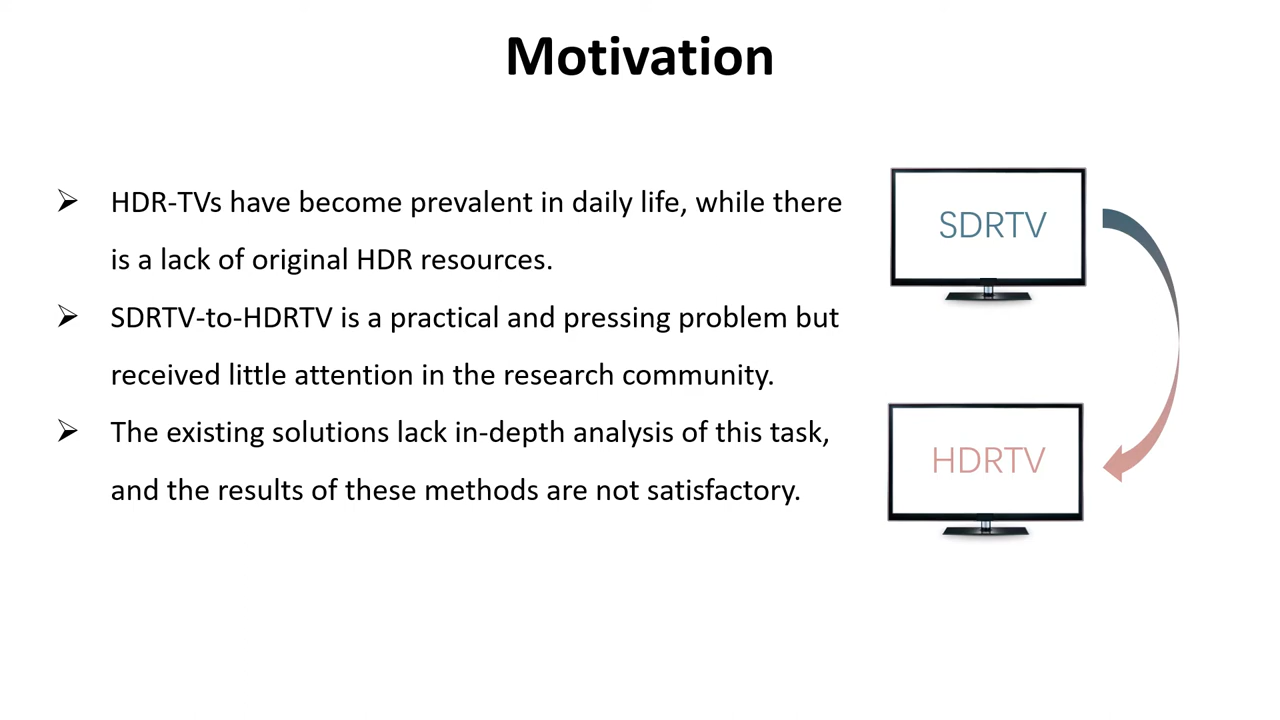 Motivation
HDR-TVs have become prevalent in daily life, while there
is a lack of original HDR resources.
SDRTV-to-HDRTV is a practical and pressing problem but
received little attention in the research community.
The existing solutions lack in-depth analysis of this task,
and the results of these methods are not satisfactory.
SDRTV
HDRTV